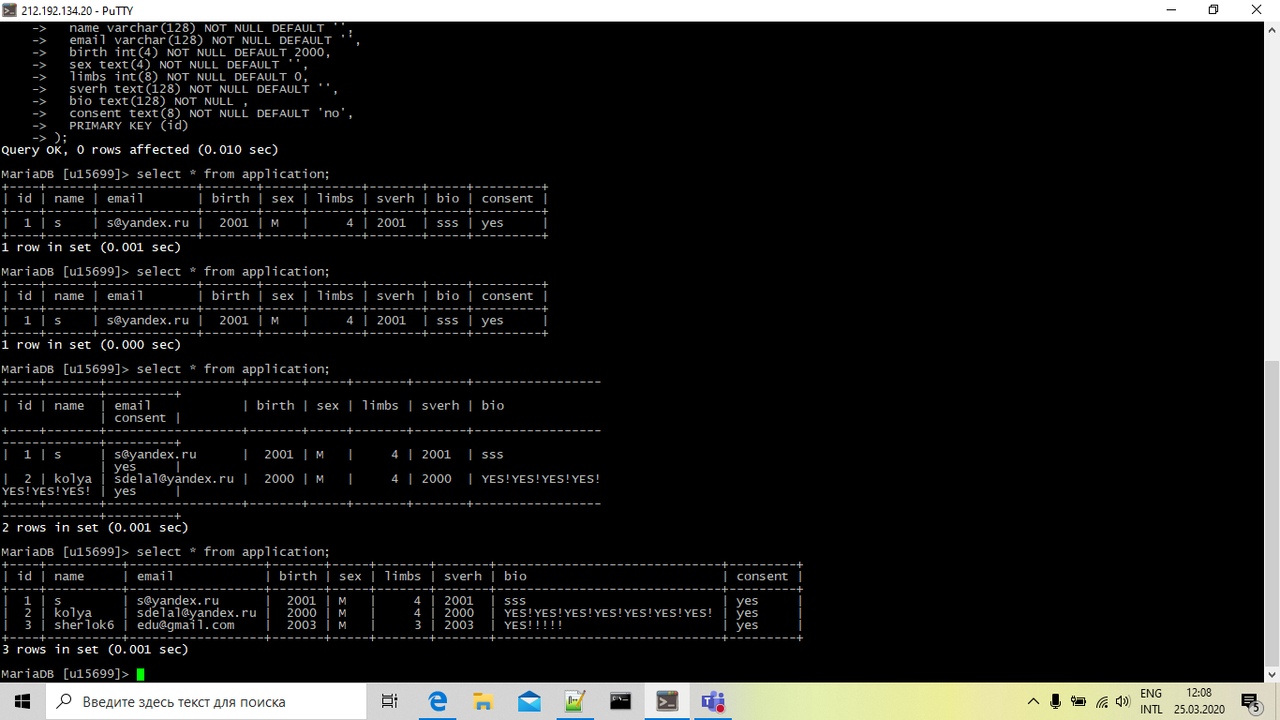 212.192.134.20 - PuTTY
    -> name varchar(128) NOT NULL DEFAULT '',
    -> email varchar(128) NOT NULL DEFAULT '',
    -> birth int(4) NOT NULL DEFAULT 2000,
    -> sex text(4) NOT NULL DEFAULT '',
    -> limbs int(8) NOT NULL DEFAULT 0,
    -> sverh text(128) NOT NULL DEFAULT '',
    -> bio text(128) NOT NULL ,
    -> consent text(8) NOT NULL DEFAULT 'no',
    -> PRIMARY KEY (id)
    -> );
Query OK, 0 rows affected (0.010 sec)
MariaDB [u15699]> select * from application;
| id | name | email | birth | sex | limbs | sverh | bio | consent |
| 1 | s | s@yandex.ru | 2001 | M | 4 | 2001 | sss | yes |
1 row in set (0.001 sec)
MariaDB [u15699]> select * from application;
| id | name | email | birth | sex | limbs | sverh | bio | consent |
| 1 | s | s@yandex.ru | 2001 | M | 4 | 2001 | sss | yes |
1 row in set (0.000 sec)
MariaDB [u15699]> select * from application;
| id | name | email | birth | sex | limbs | sverh | bio
| consent |
| 1 | s | s@yandex.ru | 2001 | M | 4 | 2001 | sss
| yes |
| 2 | kolya | sdelal@yandex.ru | 2000 | M | 4 | 2000 | YES!YES!YES!YES!
YES!YES!YES! | yes |
2 rows in set (0.001 sec)
MariaDB [u15699]> select * from application;
| id | name | email | birth | sex | limbs | sverh | bio | consent |
| 1 | s | s@yandex.ru | 2001 | M | 4 | 2001 | sss | yes |
| 2 | kolya | sdelal@yandex.ru | 2000 | M | 4 | 2000 | YES!YES!YES!YES!YES!YES!YES! | yes |
| 3 | sherlok6 | edu@gmail.com | 2003 | M | 3 | 2003 | YES!!!!! | yes |
3 rows in set (0.001 sec)
MariaDB [u15699]>
Введите здесь текст для поиска
ENG
INTL
12:08
25.03.2020
5